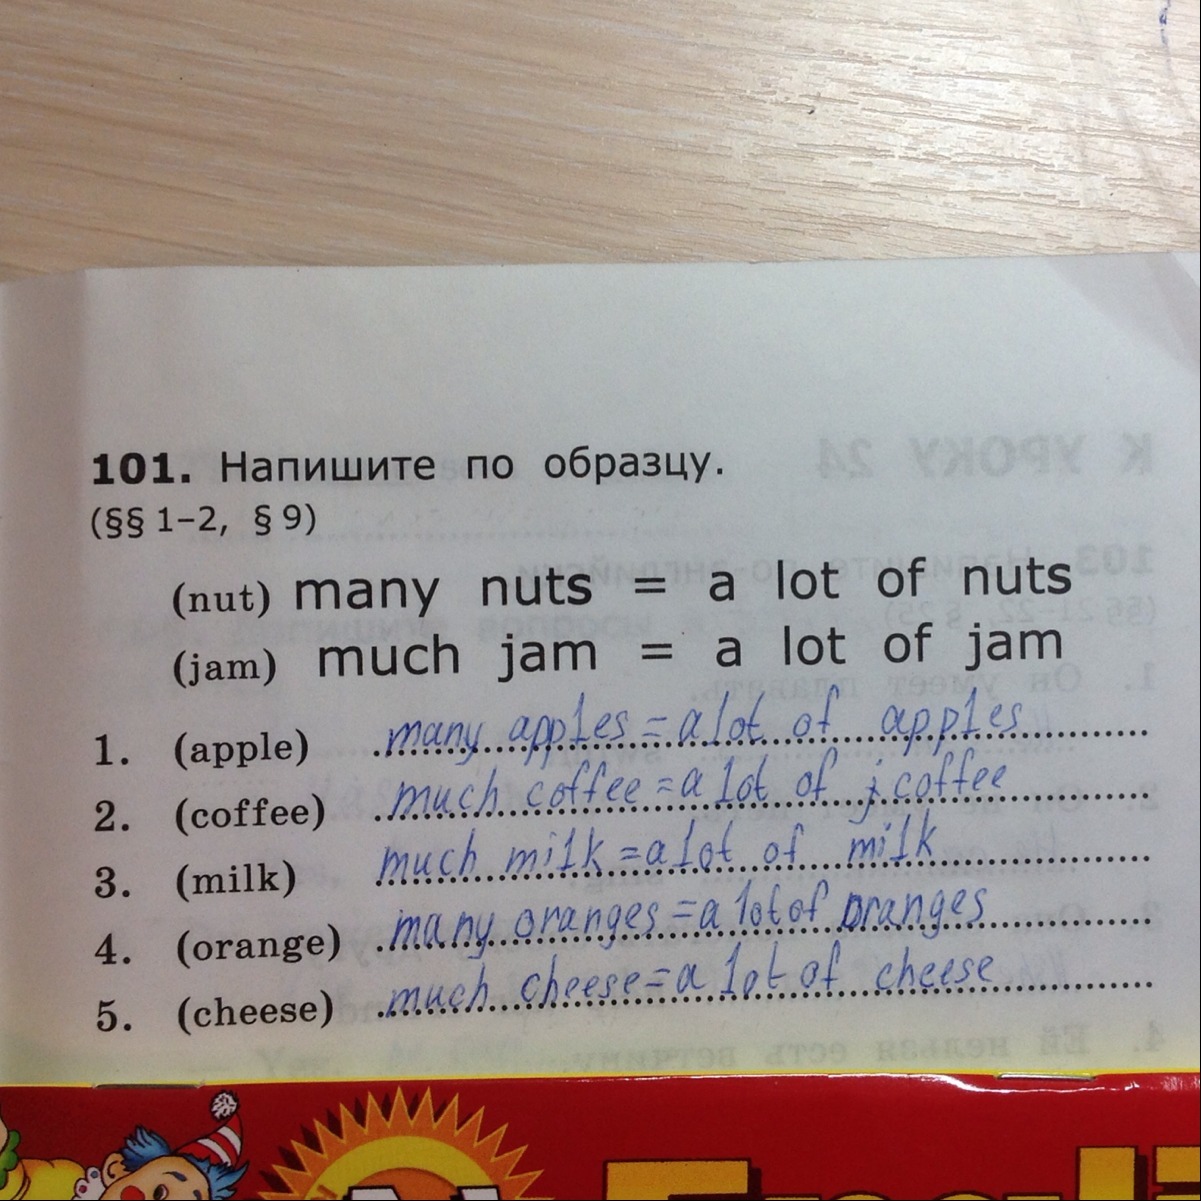 101. Напишите по образцу.
(§§ 1–2, § 9)
(nut) many nuts = a lot of nuts
(jam) much jam = a lot of jam
1. (apple) many apples = a lot of apples
2. (coffee) much coffee = a lot of j coffee
3. (milk) much milk = a lot of milk
4. (orange) many oranges = a lot of oranges
5. (cheese) much cheese = a lot of cheese